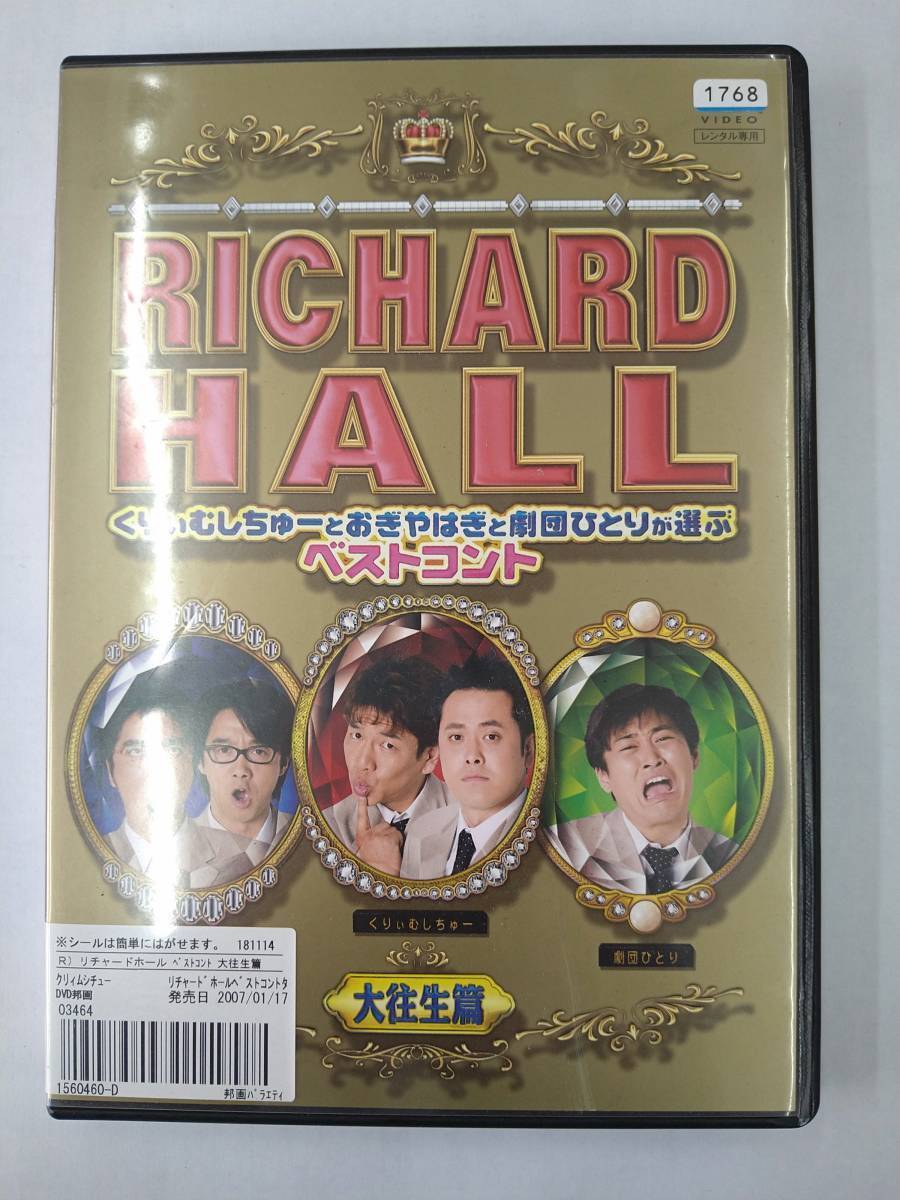 1768
VIDEO
レンタル専用
RICHARD
HALL
くりぃむしちゅーとおぎやはぎと劇団ひとりが選ぶ
ベストコント
くりぃむしちゅー
劇団ひとり
大往生篇
※シールは簡単にはがせます。 181114
R) リチャードホール ベストコント 大往生篇
クリィムシチュー リチャードホールベストコントタ
DVD邦画 発売日 2007/01/17
03464
1560460-D 邦画バラエティ